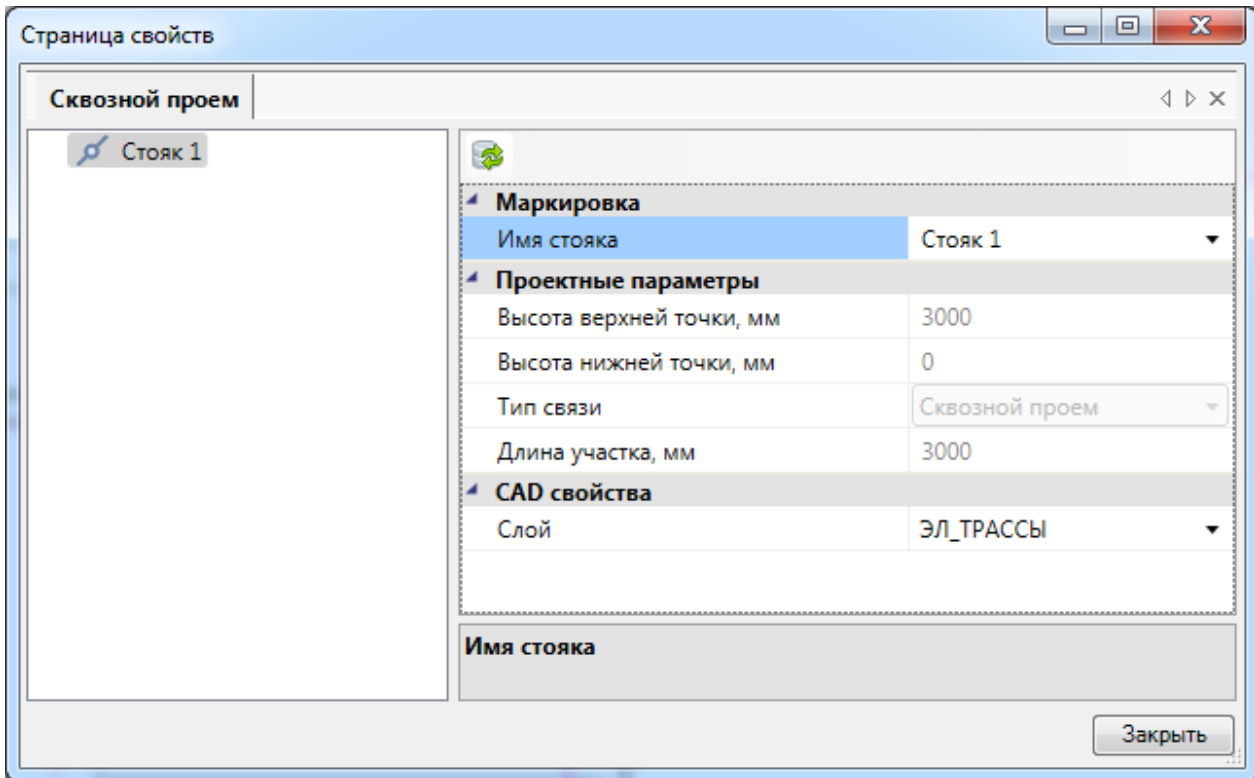 Страница свойств
Сквозной проем
Стояк 1
Маркировка
Имя стояка Стояк 1
Проектные параметры
Высота верхней точки, мм 3000
Высота нижней точки, мм 0
Тип связи Сквозной проем
Длина участка, мм 3000
CAD свойства
Слой ЭЛ_ТРАССЫ
Имя стояка
Закрыть